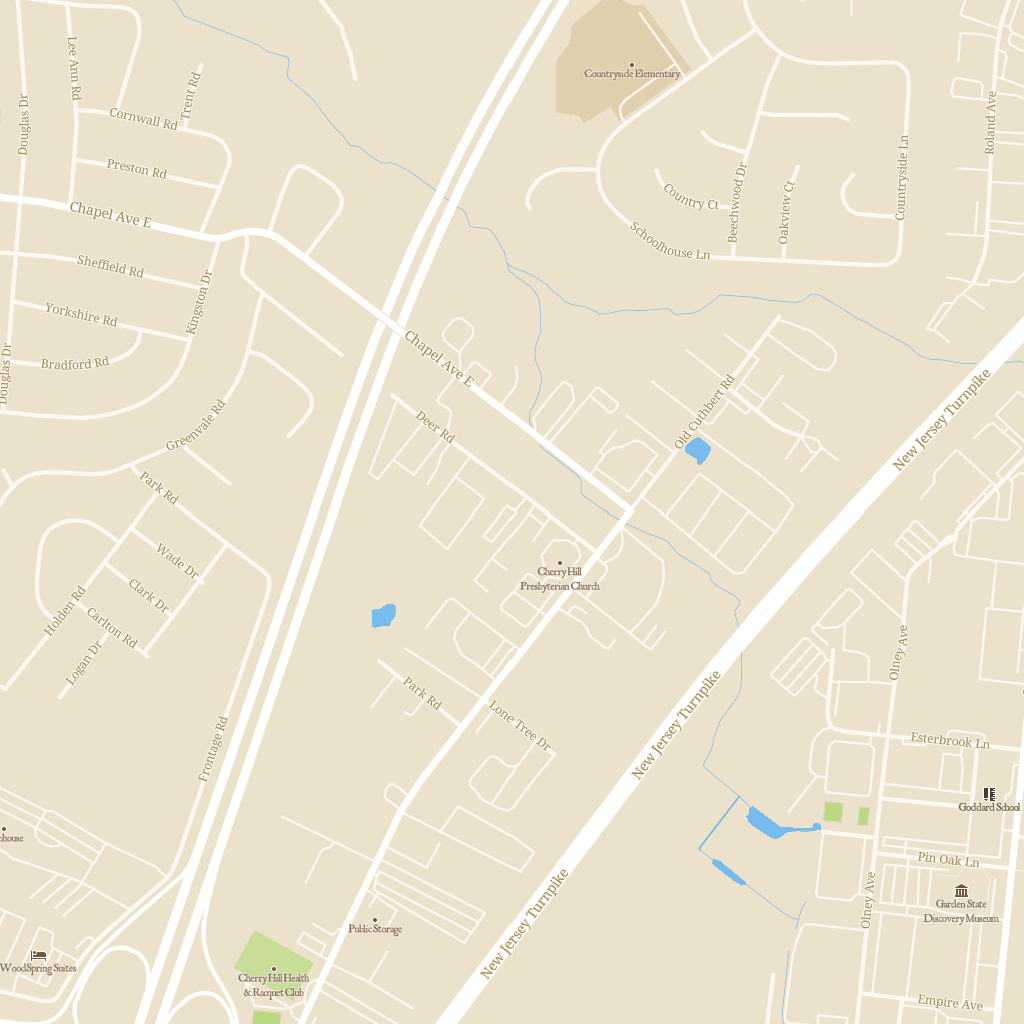 Lee Ann Rd
Trent Rd
Countryside Elementary
Douglas Dr
Cornwall Rd
Roland Ave
Preston Rd
Countryside Ln
Chapel Ave E
Country Ct
Beechwood Dr
Oakview Ct
Schoolhouse Ln
Sheffield Rd
Kingston Dr
Yorkshire Rd
Bradford Rd
Chapel Ave E
Douglas Dr
Deer Rd
Greenvale Rd
Old Cuthbert Rd
New Jersey Turnpike
Park Rd
Wade Dr
Cherry Hill
Presbyterian Church
Clark Dr
Holden Rd
Carlton Rd
Logan Dr
Olney Ave
Park Rd
Lone Tree Dr
New Jersey Turnpike
Frontage Rd
Esterbrook Ln
Goddard School
Pin Oak Ln
Olney Ave
Garden State
Discovery Museum
New Jersey Turnpike
Public Storage
WoodSpring Suites
Cherry Hill Health
& Racquet Club
Empire Ave